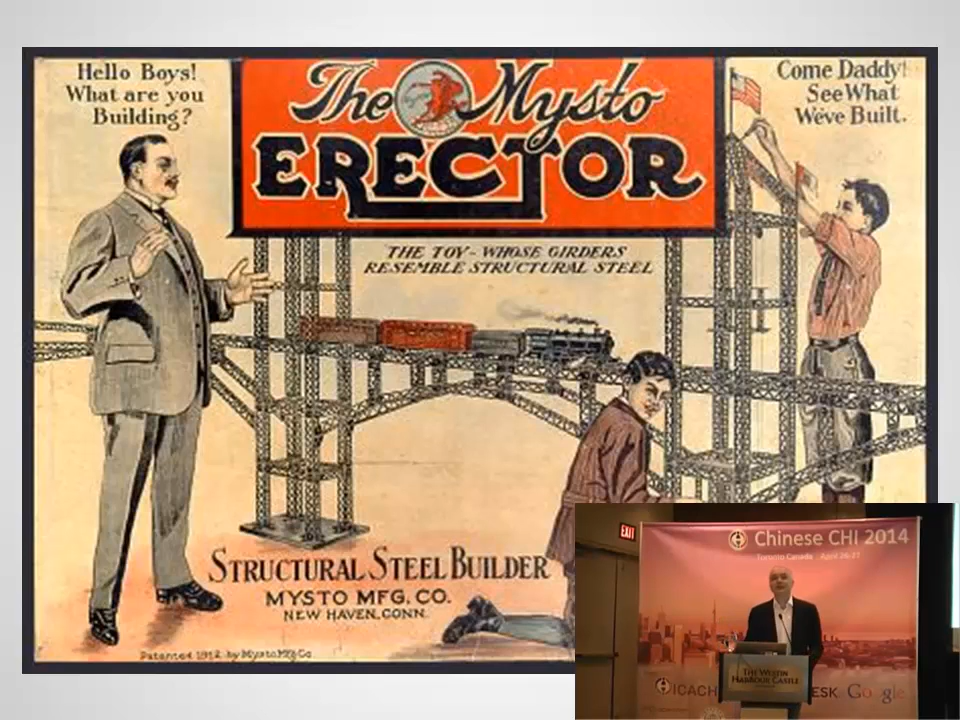 Hello Boys!
What are you
Building?
The Mysto
ERECTOR
Come Daddy!
See What
We've Built.
THE TOY - WHOSE GIRDERS
RESEMBLE STRUCTURAL STEEL
STRUCTURAL STEEL BUILDER
MYSTO MFG. CO.
NEW HAVEN, CONN.
Patented 1912 by Mysto Mfg Co.
EXIT
Chinese CHI 2014
Toronto Canada April 26-27
THE WESTIN
HARBOUR CASTLE
ICACH
ESK
Google